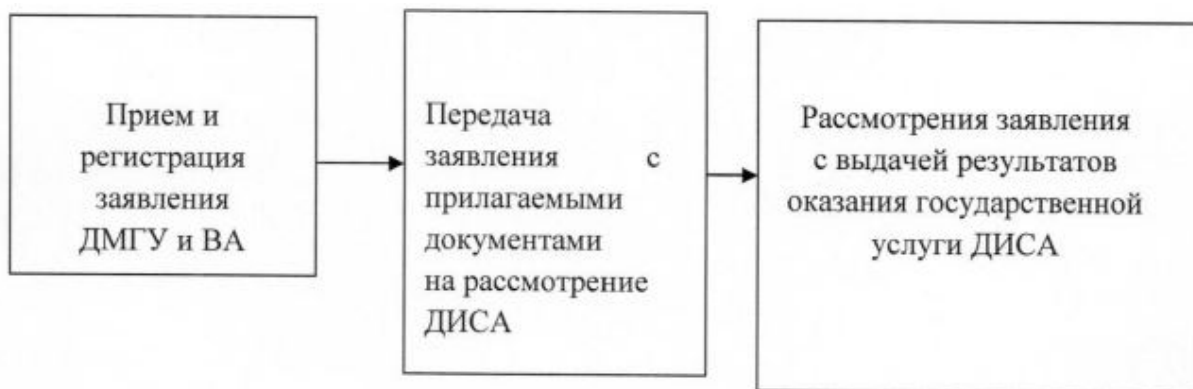 Прием и
регистрация
заявления
ДМГУ и ВА
Передача
заявления с
прилагаемыми
документами
на рассмотрение
ДИСА
Рассмотрения заявления
с выдачей результатов
оказания государственной
услуги ДИСА